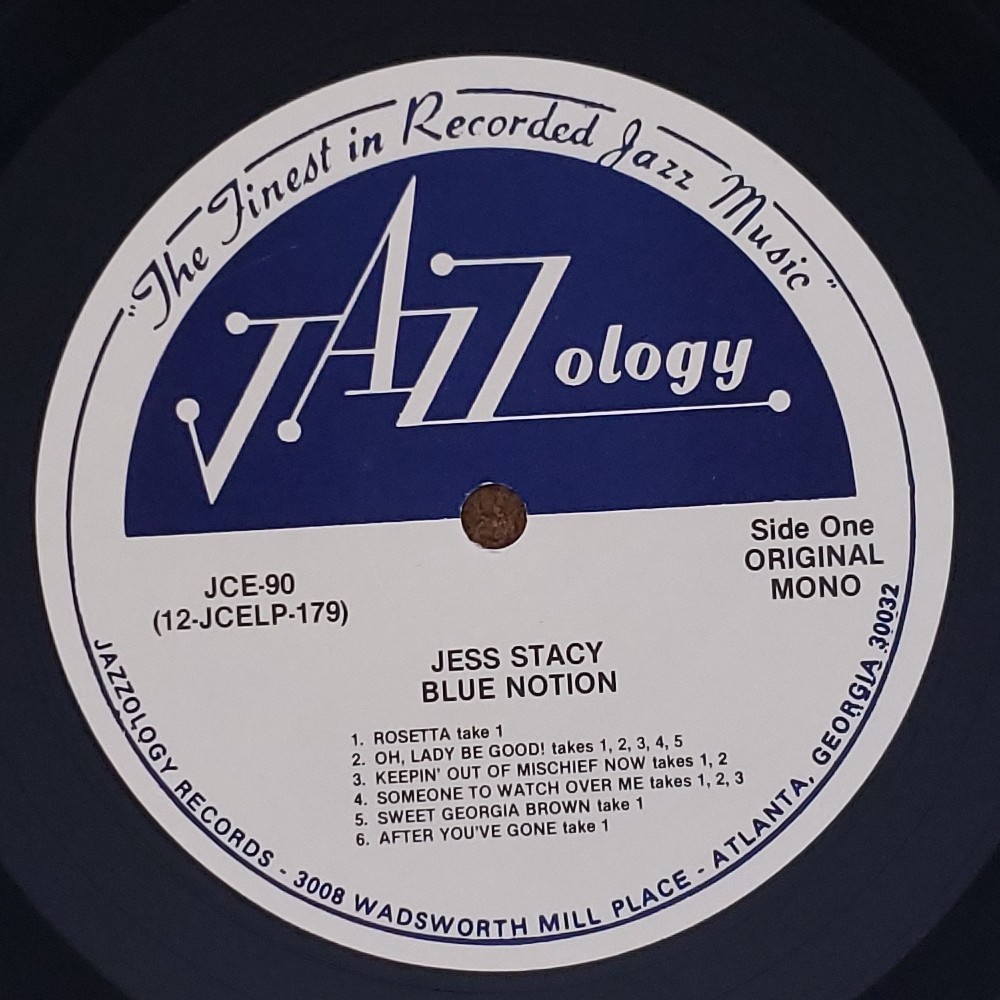 "The Finest in Recorded Jazz Music"
JAZZology
Side One
ORIGINAL
MONO
JCE-90
(12-JCELP-179)
JESS STACY
BLUE NOTION
1. ROSETTA take 1
2. OH, LADY BE GOOD! takes 1, 2, 3, 4, 5
3. KEEPIN' OUT OF MISCHIEF NOW takes 1, 2
4. SOMEONE TO WATCH OVER ME takes 1, 2, 3
5. SWEET GEORGIA BROWN take 1
6. AFTER YOU'VE GONE take 1
JAZZOLOGY RECORDS - 3008 WADSWORTH MILL PLACE - ATLANTA, GEORGIA 30032